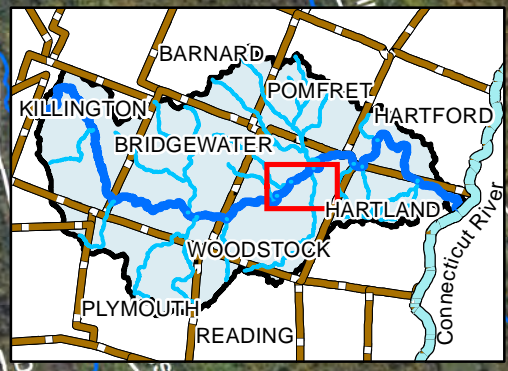 BARNARD
POMFRET
KILLINGTON
HARTFORD
BRIDGEWATER
HARTLAND
WOODSTOCK
Connecticut River
PLYMOUTH
READING